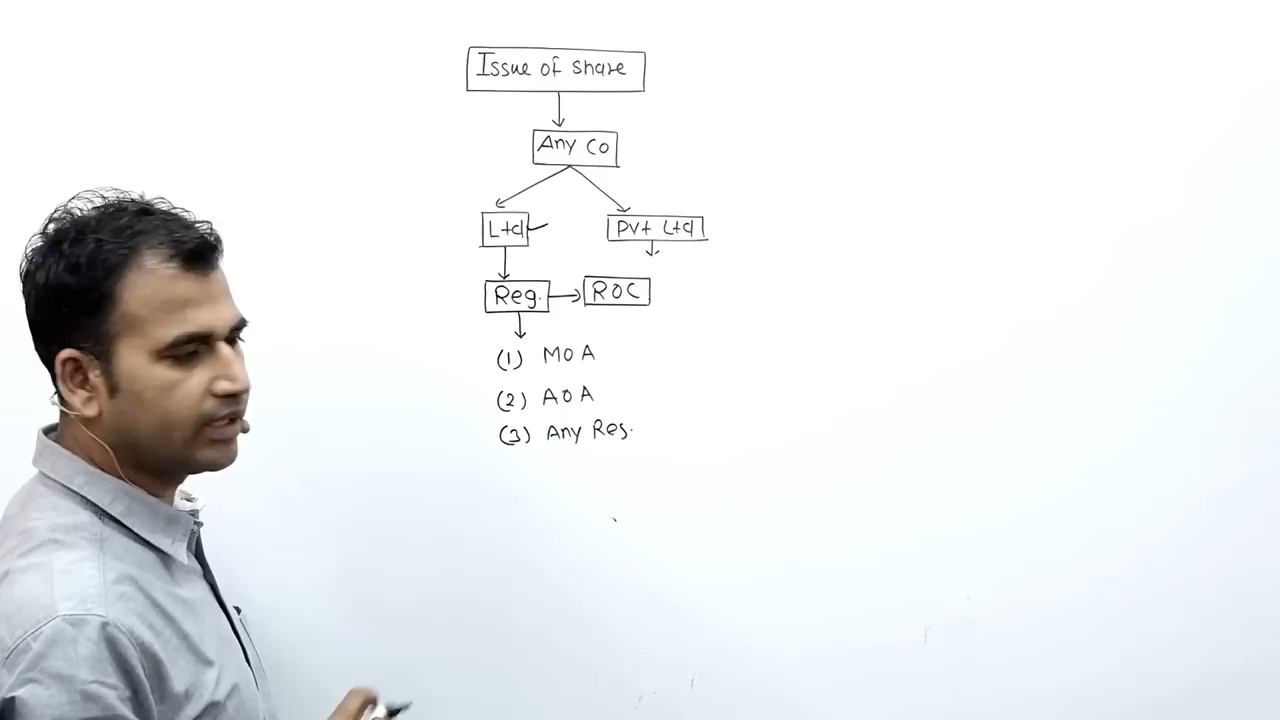 Issue of share
Any Co
Ltd
Pvt Ltd
Reg.
ROC
(1) MOA
(2) AOA
(3) Any Res.